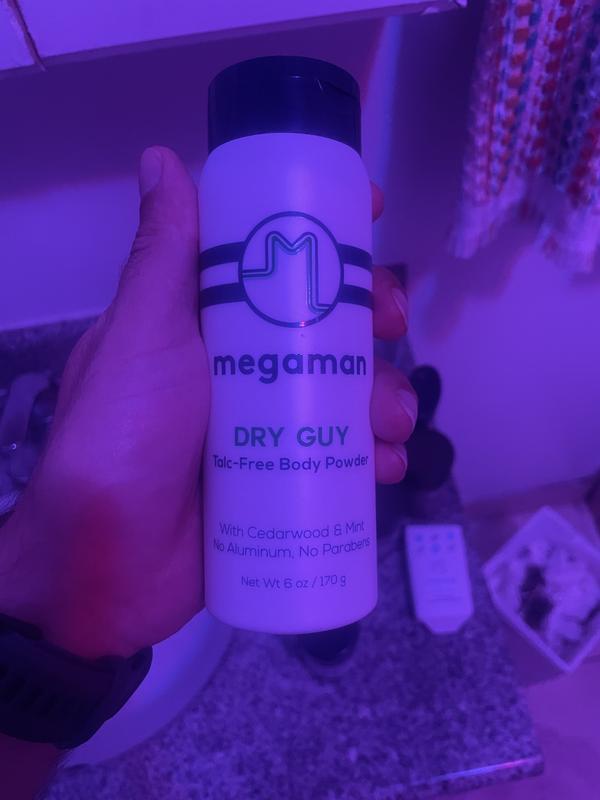 M
megaman
DRY GUY
Talc-Free Body Powder
With Cedarwood & Mint
No Aluminum, No Parabens
Net Wt 6 oz / 170 g